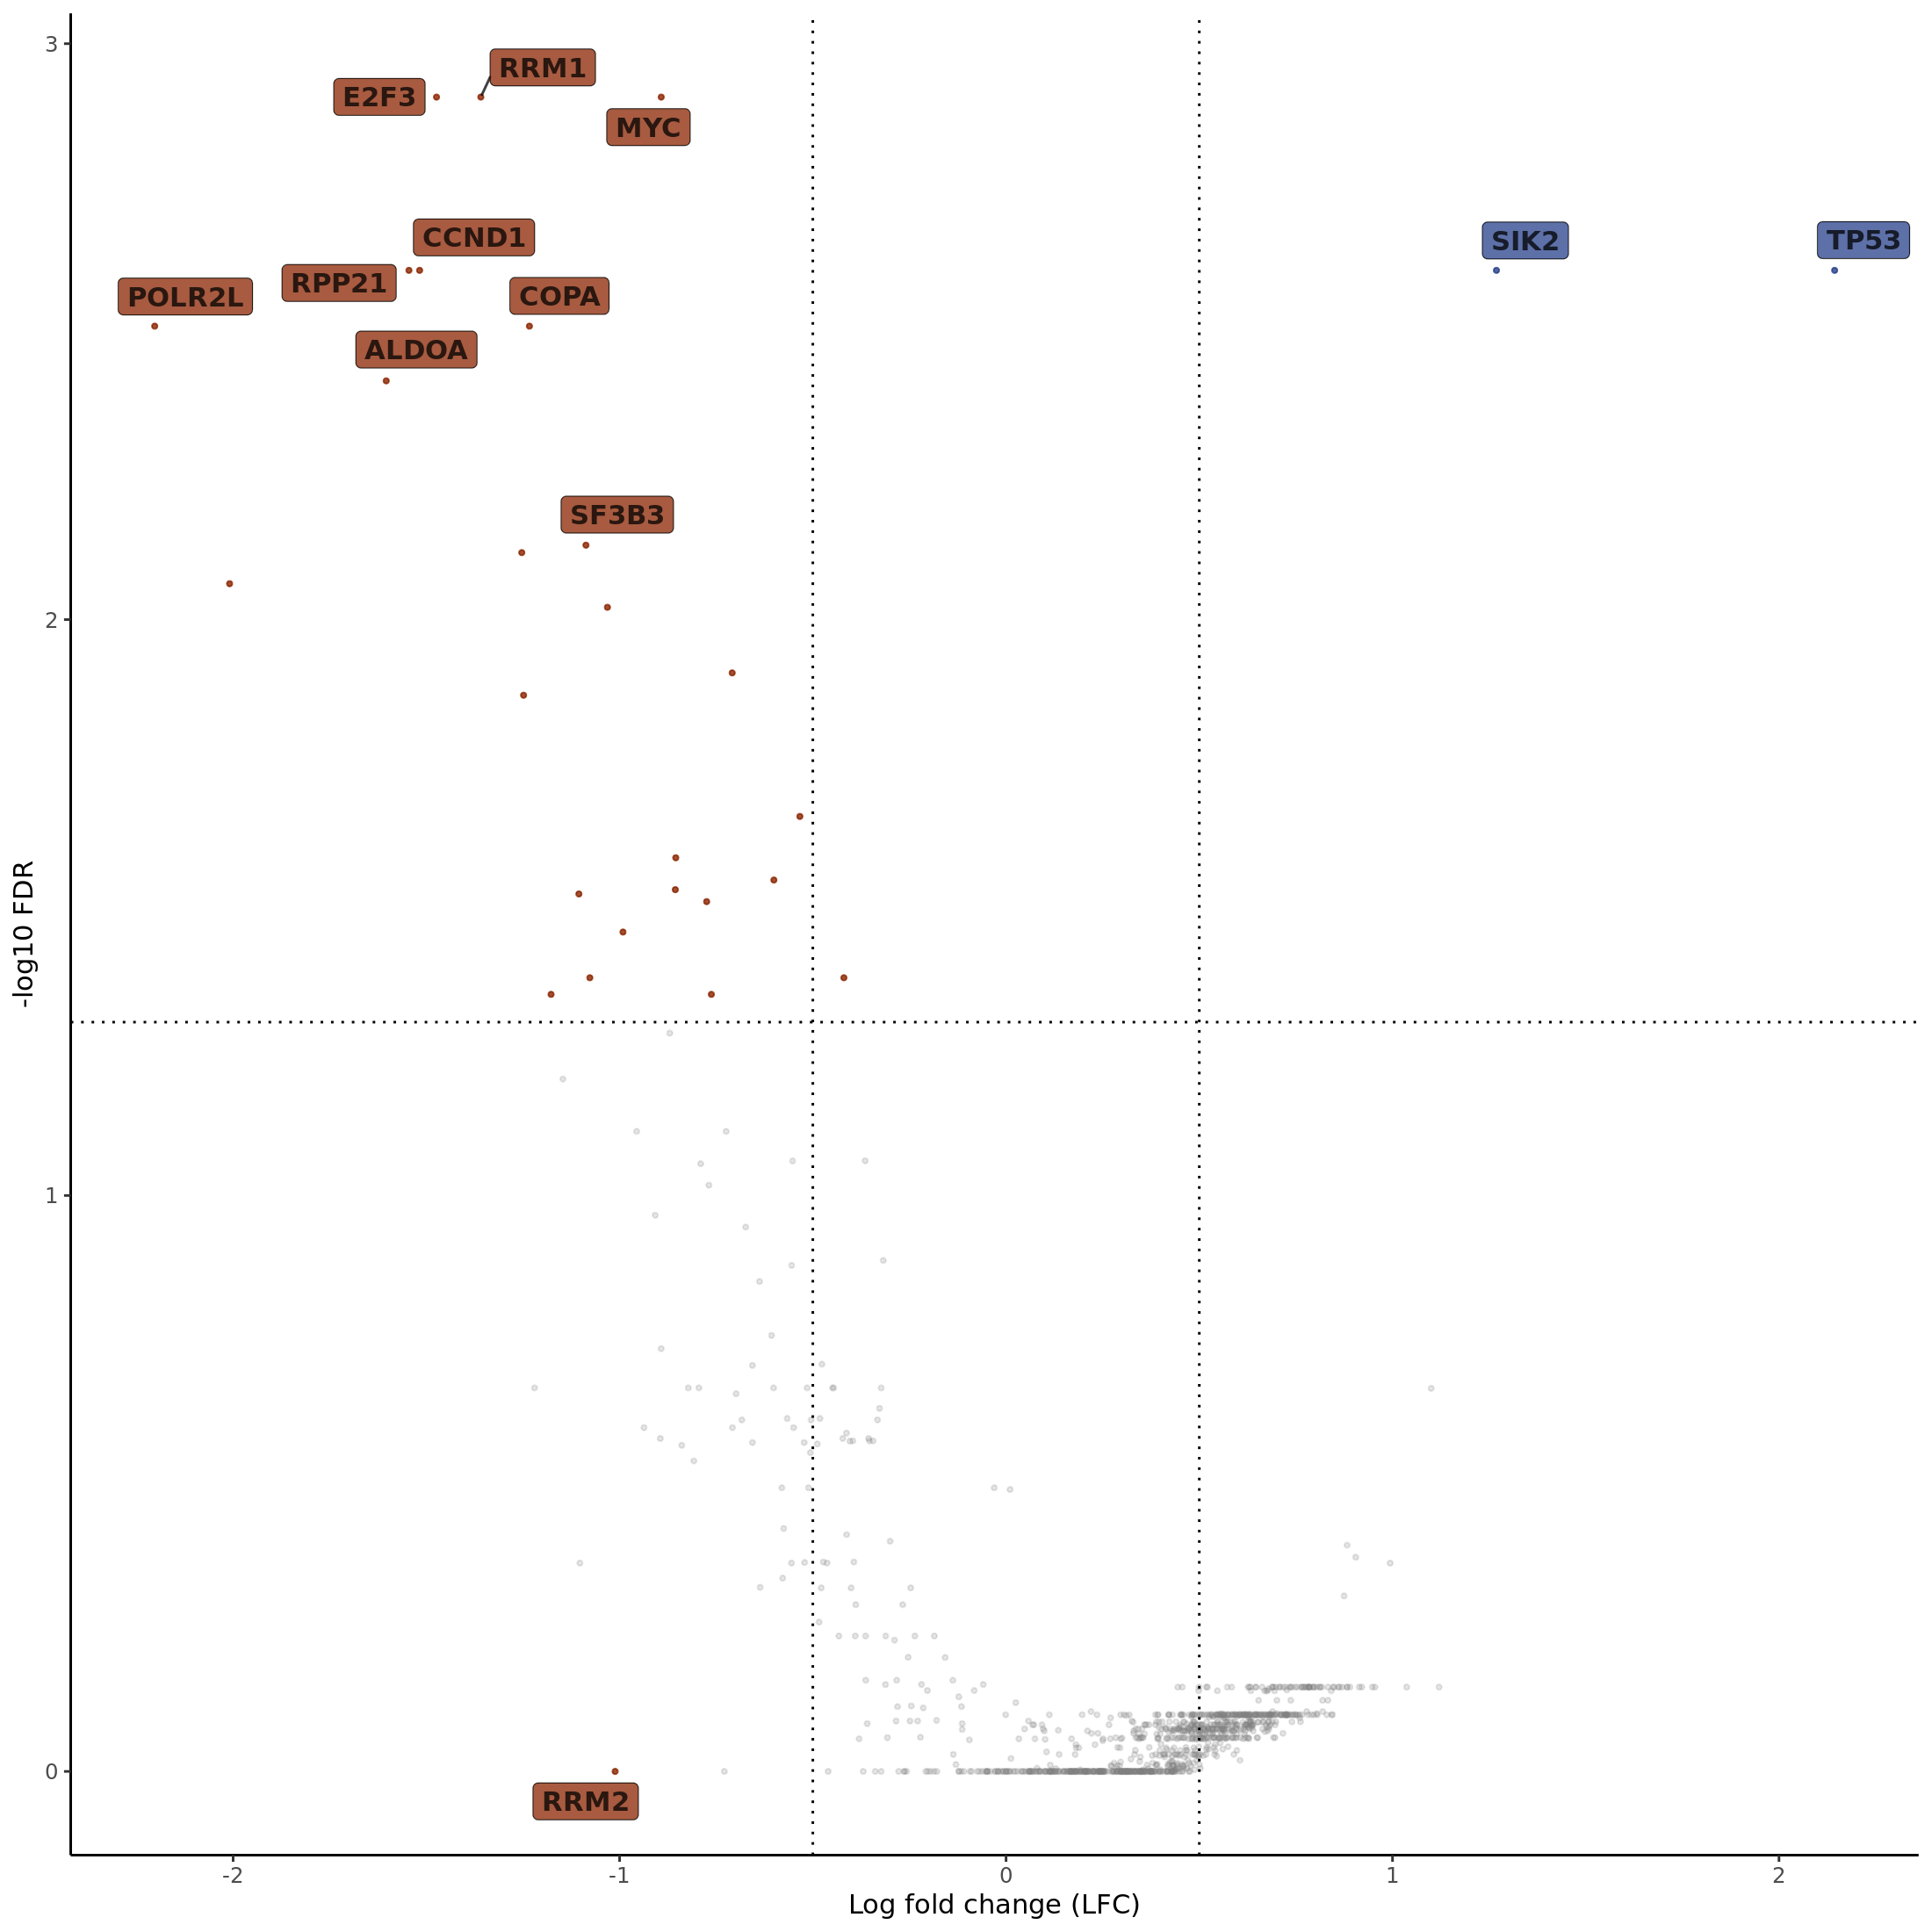 3
RRM1
E2F3
MYC
CCND1
SIK2
TP53
RPP21
COPA
POLR2L
ALDOA
SF3B3
2
-log10 FDR
1
0
RRM2
-2
-1
0
1
2
Log fold change (LFC)